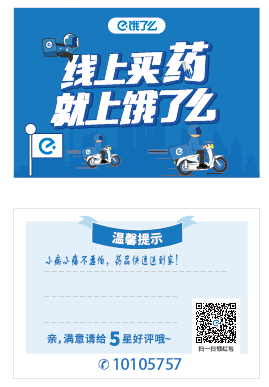 饿了么
线上买药
就上饿了么
温馨提示
小病小痛不要怕，药品快速送到家！
亲，满意请给5星好评哦~
扫一扫领红包
10105757